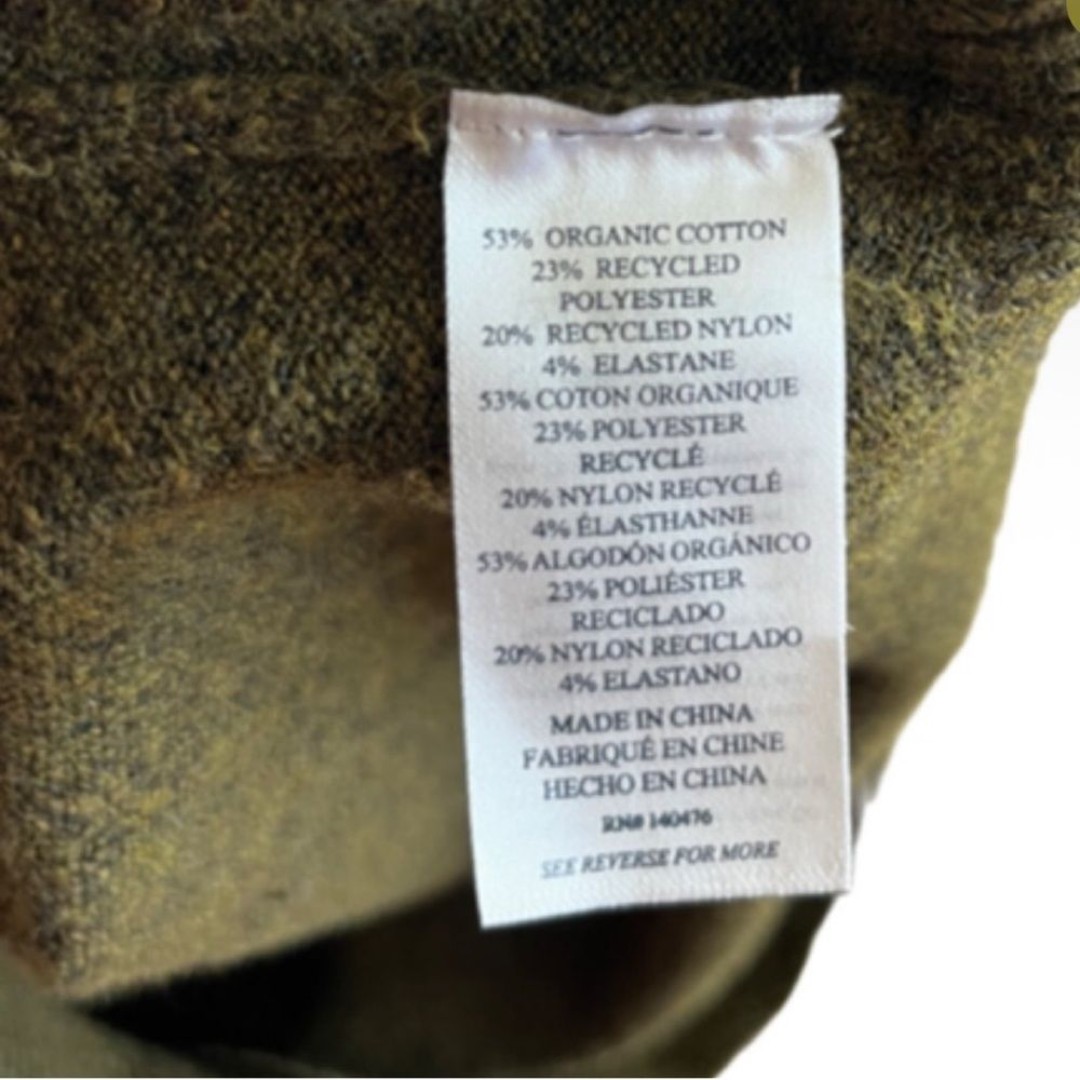 53% ORGANIC COTTON
23% RECYCLED
POLYESTER
20% RECYCLED NYLON
4% ELASTANE
53% COTON ORGANIQUE
23% POLYESTER
RECYCLÉ
20% NYLON RECYCLÉ
4% ÉLASTHANNE
53% ALGODÓN ORGÁNICO
23% POLIÉSTER
RECICLADO
20% NYLON RECICLADO
4% ELASTANO
MADE IN CHINA
FABRIQUÉ EN CHINE
HECHO EN CHINA
RN# 140476
SEE REVERSE FOR MORE